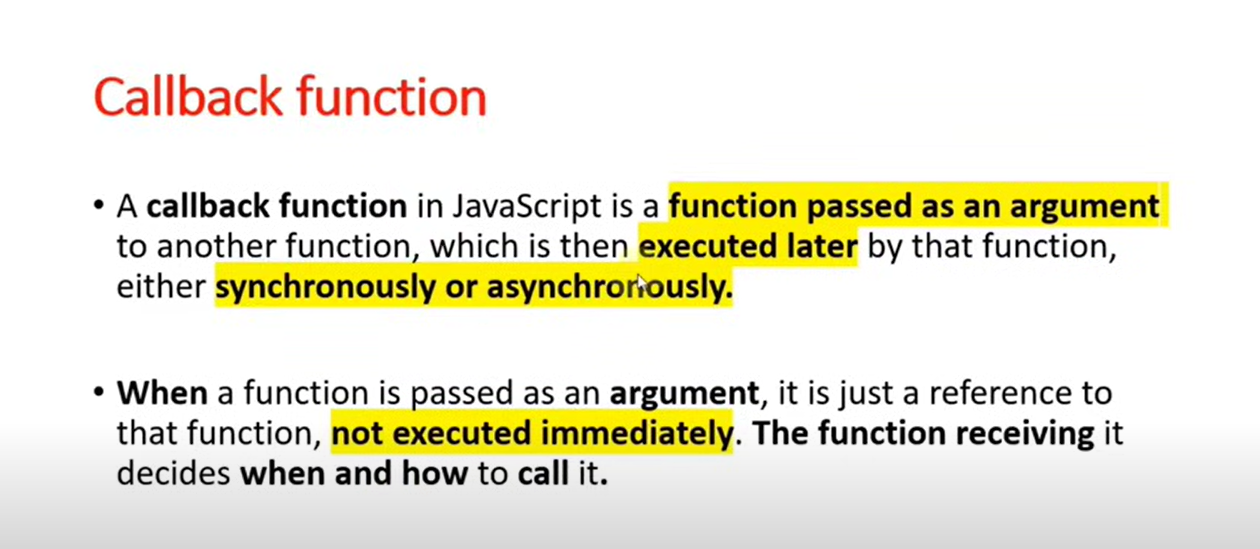 Callback function
• A callback function in JavaScript is a function passed as an argument
to another function, which is then executed later by that function,
either synchronously or asynchronously.
• When a function is passed as an argument, it is just a reference to
that function, not executed immediately. The function receiving it
decides when and how to call it.